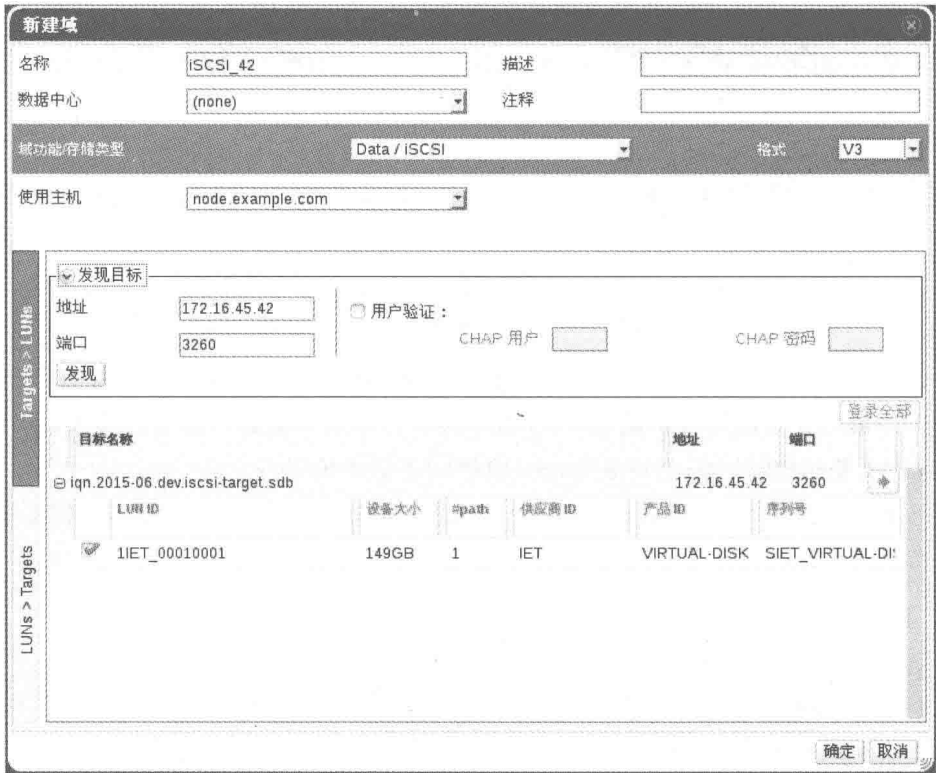 新建域
名称 iSCSI_42 描述
数据中心 (none) 注释
域功能/存储类型 Data / iSCSI 格式 V3
使用主机 node.example.com
Targets > LUNs
LUNs > Targets
发现目标
地址 172.16.45.42 用户验证：
端口 3260 CHAP 用户 CHAP 密码
发现
登录全部
目标名称 地址 端口
iqn.2015-06.dev.iscsi-target.sdb 172.16.45.42 3260
LUN ID 设备大小 #path 供应商 ID 产品 ID 序列号
1IET_00010001 149GB 1 IET VIRTUAL-DISK SIET_VIRTUAL-DI
确定 取消